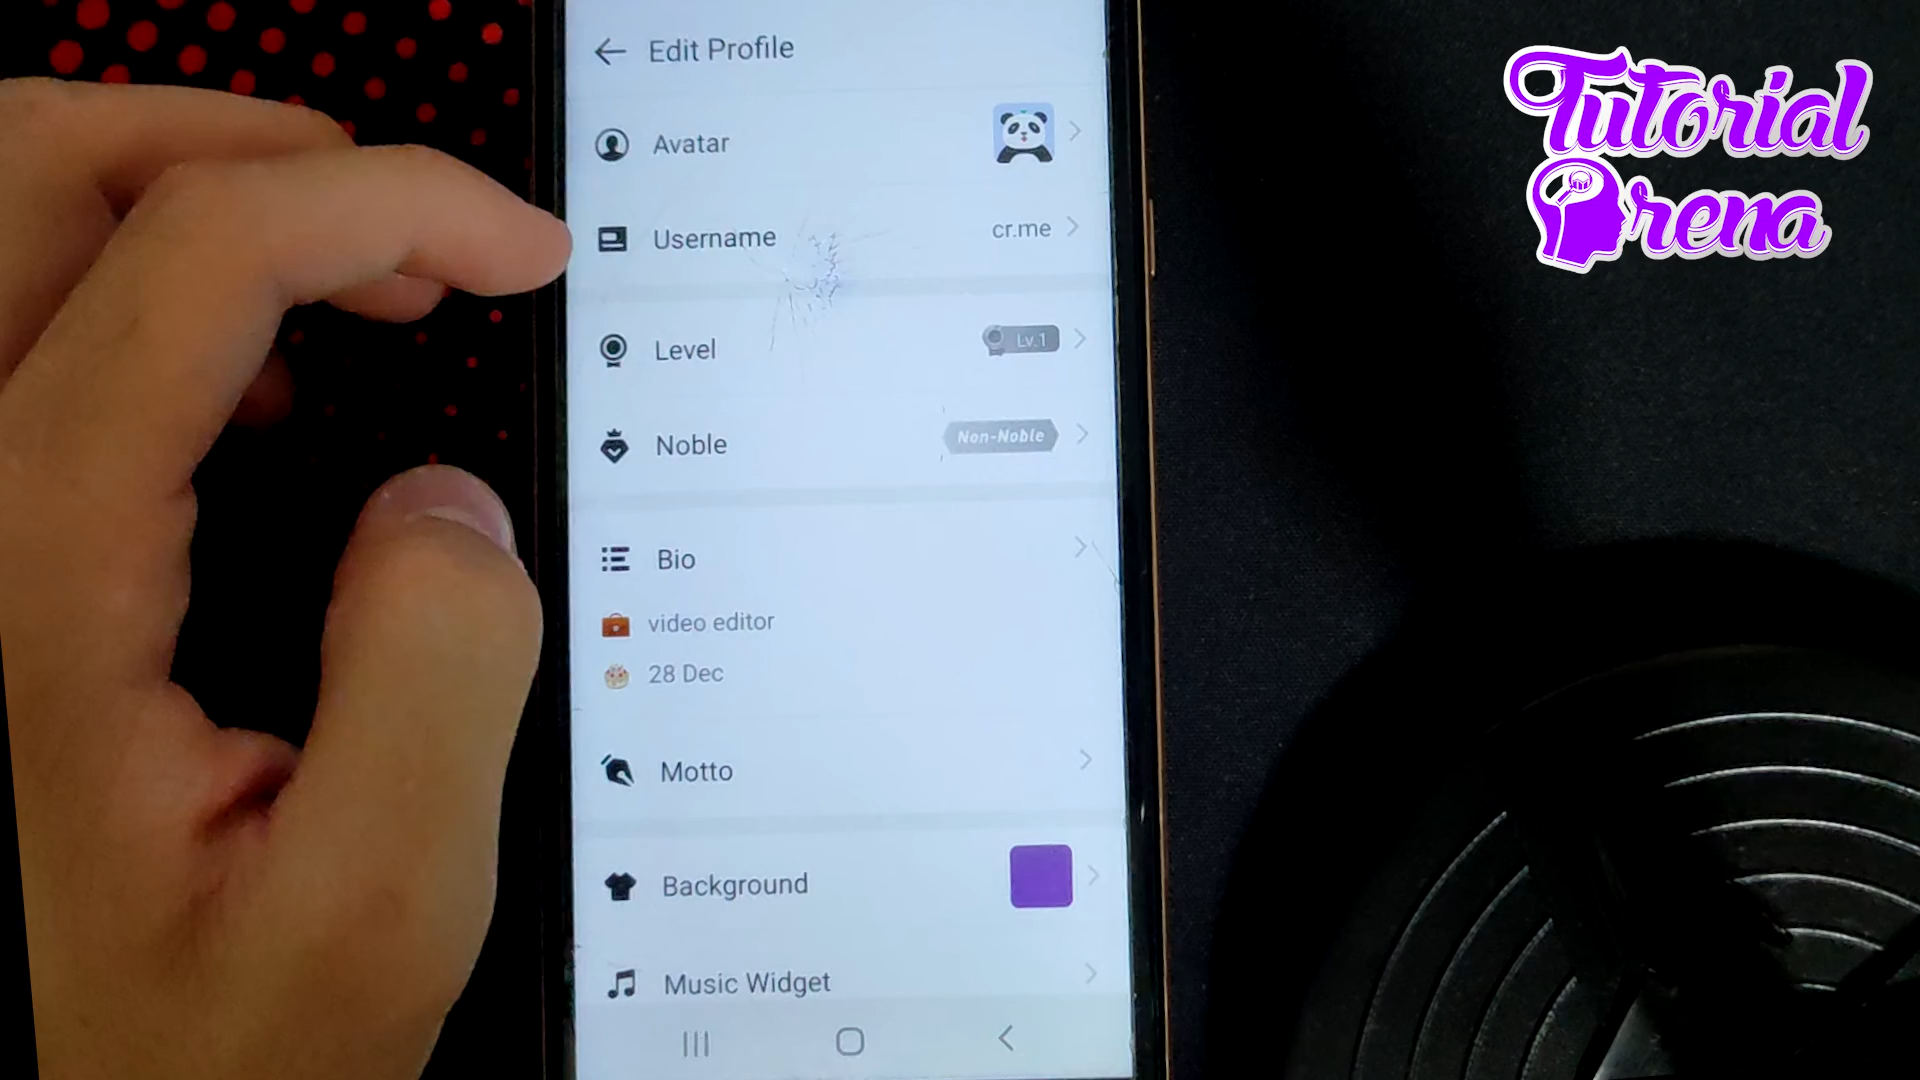 Edit Profile
Avatar
Username cr.me
Level Lv.1
Noble Non-Noble
Bio
video editor
28 Dec
Motto
Background
Music Widget
Tutorial
Arena